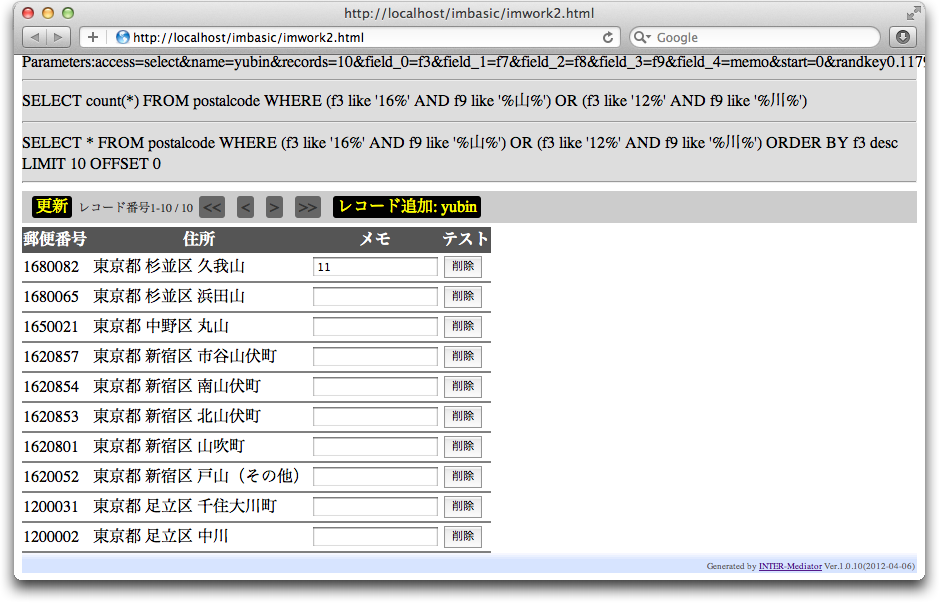 http://localhost/imbasic/imwork2.html
http://localhost/imbasic/imwork2.html
Google
Parameters:access=select&name=yubin&records=10&field_0=f3&field_1=f7&field_2=f8&field_3=f9&field_4=memo&start=0&randkey0.1179
SELECT count(*) FROM postalcode WHERE (f3 like '16%' AND f9 like '%山%') OR (f3 like '12%' AND f9 like '%川%')
SELECT * FROM postalcode WHERE (f3 like '16%' AND f9 like '%山%') OR (f3 like '12%' AND f9 like '%川%') ORDER BY f3 desc
LIMIT 10 OFFSET 0
更新 レコード番号1-10 / 10 << < > >> レコード追加: yubin
郵便番号 住所 メモ テスト
1680082 東京都 杉並区 久我山 11 削除
1680065 東京都 杉並区 浜田山 削除
1650021 東京都 中野区 丸山 削除
1620857 東京都 新宿区 市谷山伏町 削除
1620854 東京都 新宿区 南山伏町 削除
1620853 東京都 新宿区 北山伏町 削除
1620801 東京都 新宿区 山吹町 削除
1620052 東京都 新宿区 戸山（その他） 削除
1200031 東京都 足立区 千住大川町 削除
1200002 東京都 足立区 中川 削除
Generated by INTER-Mediator Ver.1.0.10(2012-04-06)